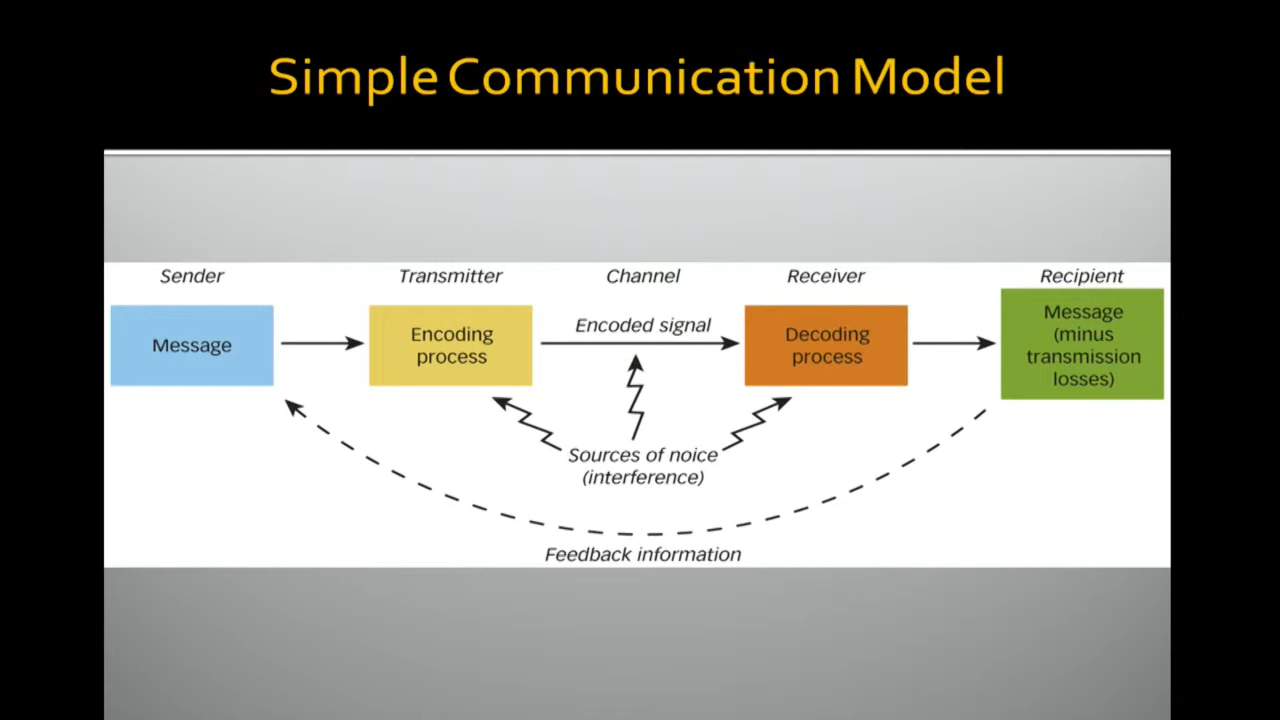 Simple Communication Model
Sender
Transmitter
Channel
Receiver
Recipient
Message
Encoding
process
Encoded signal
Decoding
process
Message
(minus
transmission
losses)
Sources of noice
(interference)
Feedback information